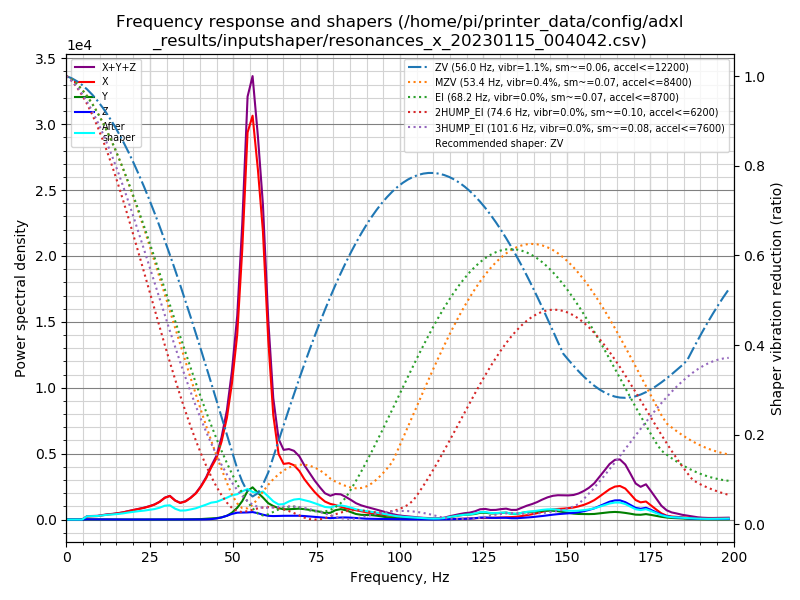 Frequency response and shapers (/home/pi/printer_data/config/adxl
_results/inputshaper/resonances_x_20230115_004042.csv)
1e4
3.5
3.0
2.5
2.0
1.5
1.0
0.5
0.0
Power spectral density
X+Y+Z
X
Y
Z
After
shaper
ZV (56.0 Hz, vibr=1.1%, sm~=0.06, accel<=12200)
MZV (53.4 Hz, vibr=0.4%, sm~=0.07, accel<=8400)
EI (68.2 Hz, vibr=0.0%, sm~=0.07, accel<=8700)
2HUMP_EI (74.6 Hz, vibr=0.0%, sm~=0.10, accel<=6200)
3HUMP_EI (101.6 Hz, vibr=0.0%, sm~=0.08, accel<=7600)
Recommended shaper: ZV
1.0
0.8
0.6
0.4
0.2
0.0
Shaper vibration reduction (ratio)
0 25 50 75 100 125 150 175 200
Frequency, Hz